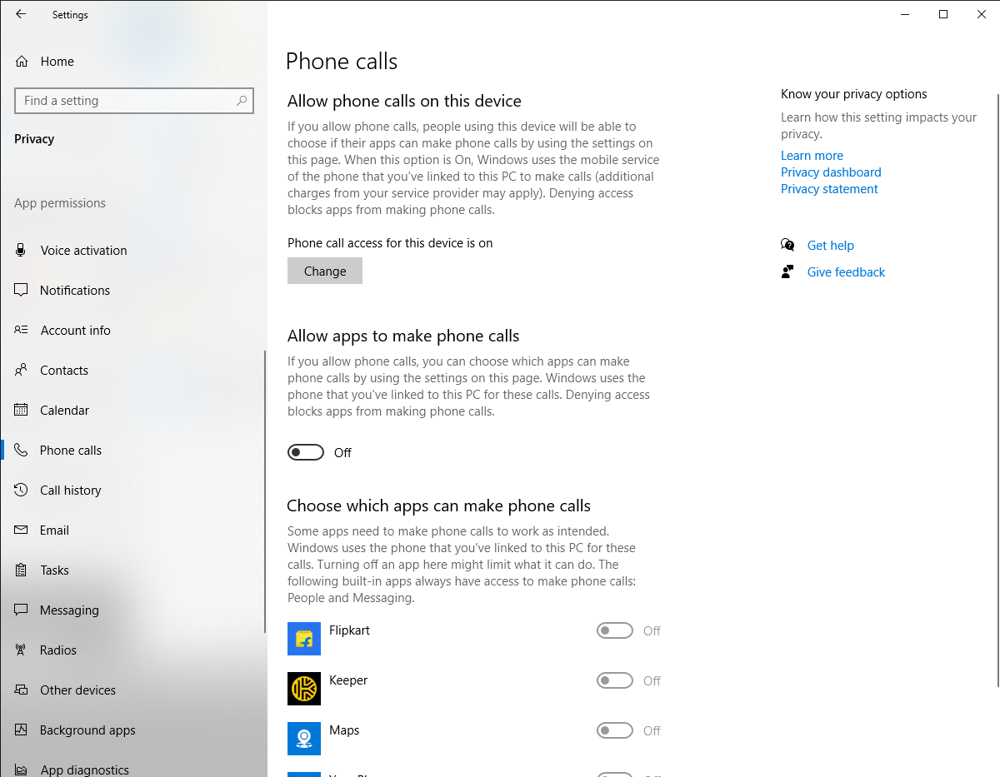 Settings
Home
Find a setting
Privacy
App permissions
Voice activation
Notifications
Account info
Contacts
Calendar
Phone calls
Call history
Email
Tasks
Messaging
Radios
Other devices
Background apps
App diagnostics
Phone calls
Allow phone calls on this device
If you allow phone calls, people using this device will be able to
choose if their apps can make phone calls by using the settings on
this page. When this option is On, Windows uses the mobile service
of the phone that you've linked to this PC to make calls (additional
charges from your service provider may apply). Denying access
blocks apps from making phone calls.
Phone call access for this device is on
Change
Allow apps to make phone calls
If you allow phone calls, you can choose which apps can make
phone calls by using the settings on this page. Windows uses the
phone that you've linked to this PC for these calls. Denying access
blocks apps from making phone calls.
Off
Choose which apps can make phone calls
Some apps need to make phone calls to work as intended.
Windows uses the phone that you've linked to this PC for these
calls. Turning off an app here might limit what it can do. The
following built-in apps always have access to make phone calls:
People and Messaging.
Flipkart Off
Keeper Off
Maps Off
Know your privacy options
Learn how this setting impacts your
privacy.
Learn more
Privacy dashboard
Privacy statement
Get help
Give feedback